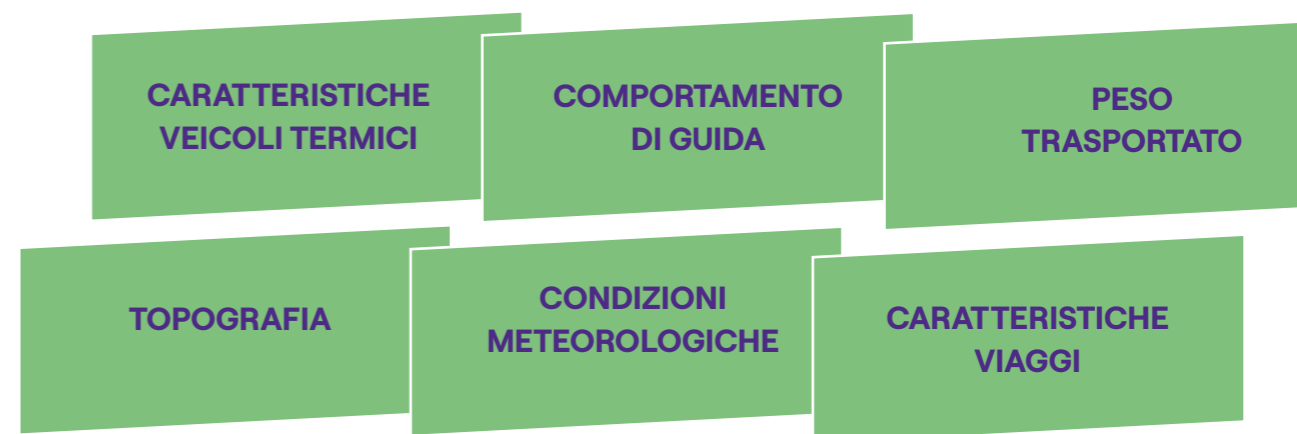 CARATTERISTICHE
VEICOLI TERMICI
COMPORTAMENTO
DI GUIDA
PESO
TRASPORTATO
TOPOGRAFIA
CONDIZIONI
METEOROLOGICHE
CARATTERISTICHE
VIAGGI